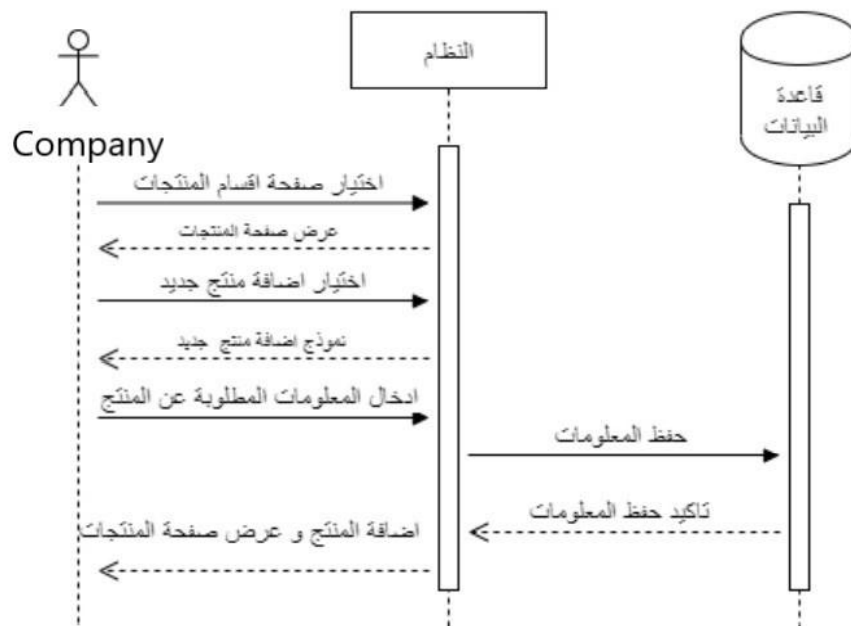 النظام
قاعدة
البيانات
Company
اختيار صفحة اقسام المنتجات
عرض صفحة المنتجات
اختيار اضافة منتج جديد
نموذج اضافة منتج جديد
ادخال المعلومات المطلوبة عن المنتج
حفظ المعلومات
تاكيد حفظ المعلومات
اضافة المنتج و عرض صفحة المنتجات